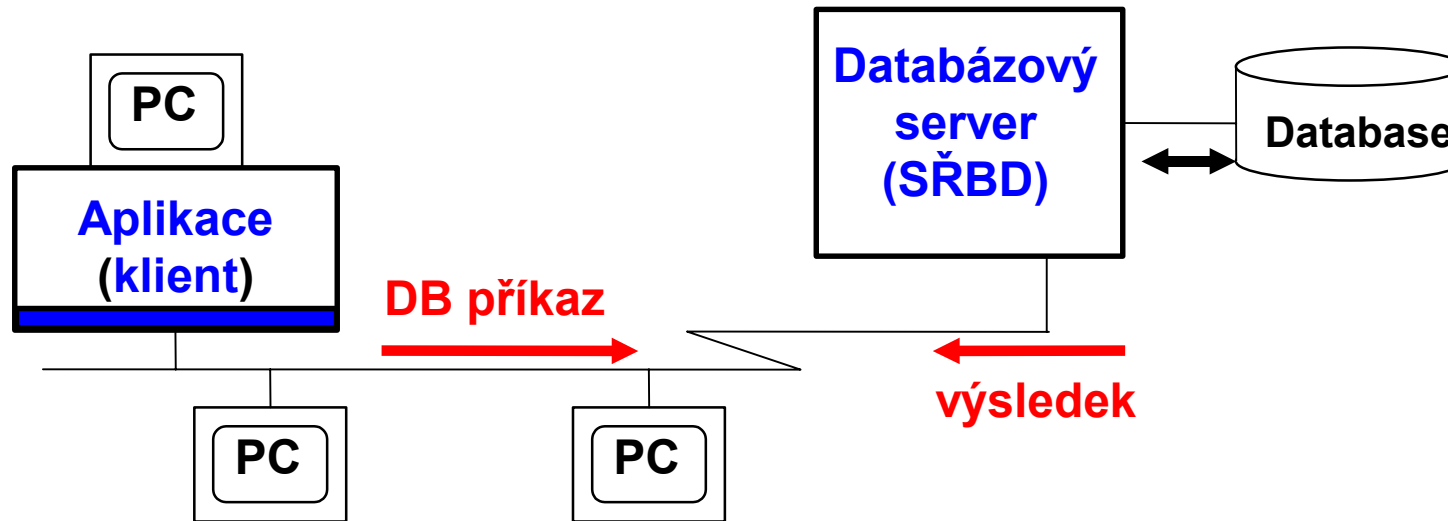 PC
Aplikace
(klient)
DB příkaz
PC
PC
Databázový
server
(SŘBD)
Database
výsledek